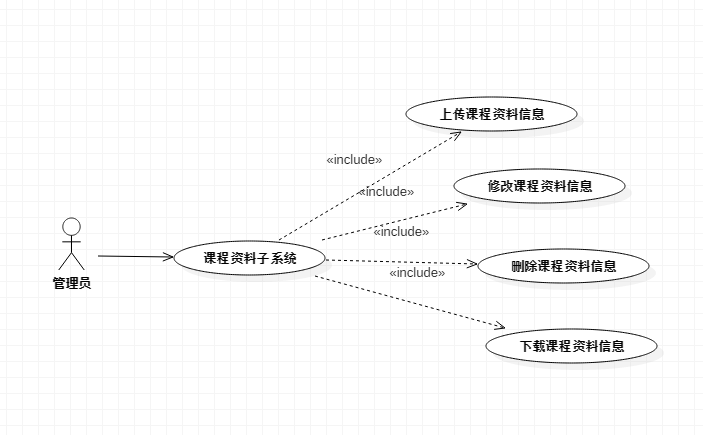 上传课程资料信息
«include»
修改课程资料信息
«include»
«include»
课程资料子系统
删除课程资料信息
«include»
管理员
下载课程资料信息